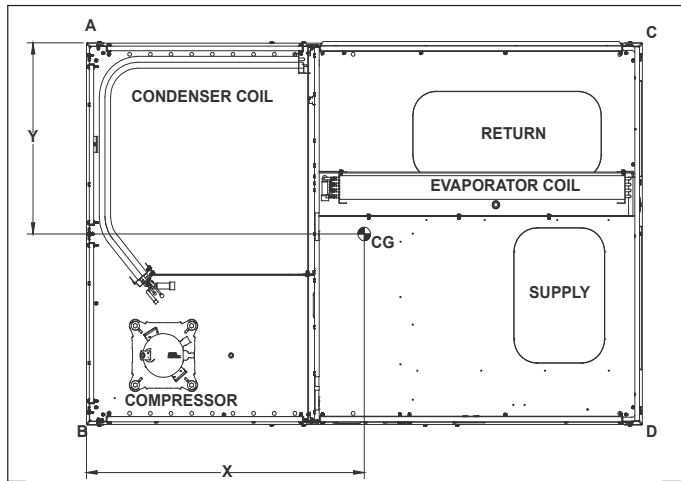 A
C
CONDENSER COIL
Y
RETURN
EVAPORATOR COIL
CG
SUPPLY
COMPRESSOR
B
D
X